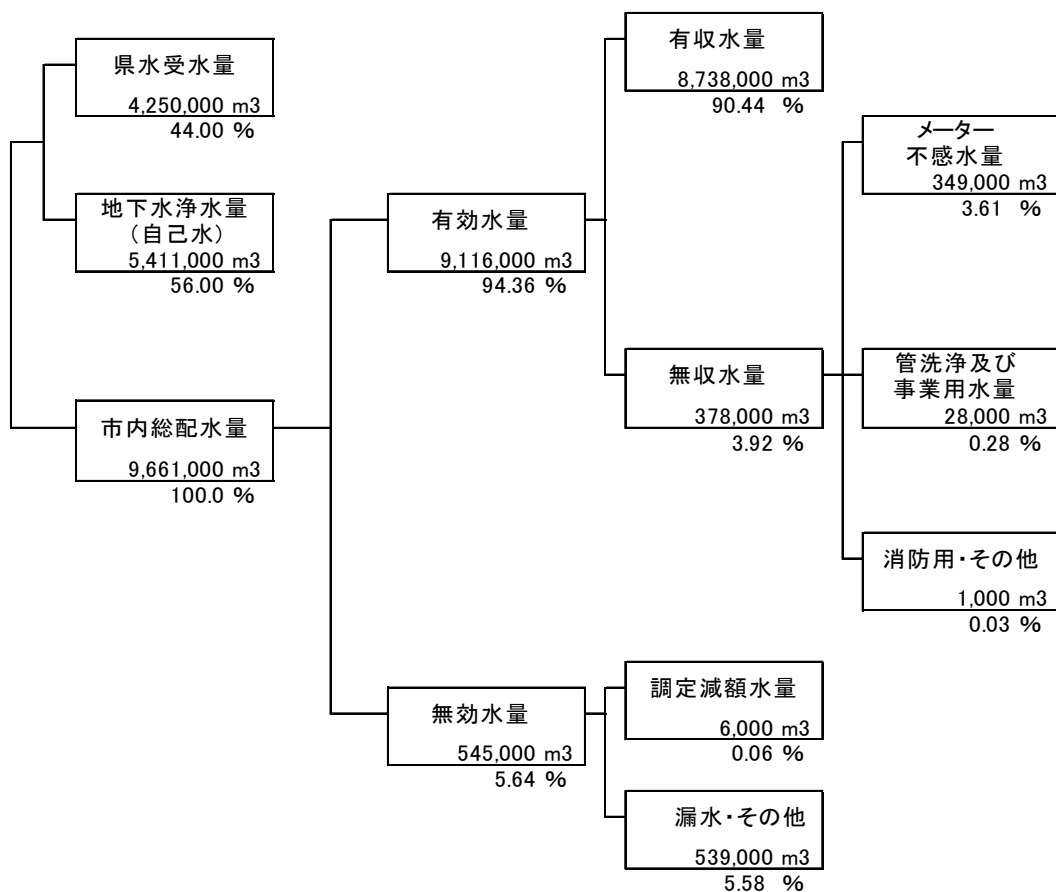 県水受水量
4,250,000 m3
44.00 %
地下水浄水量
(自己水)
5,411,000 m3
56.00 %
市内総配水量
9,661,000 m3
100.0 %
有効水量
9,116,000 m3
94.36 %
無効水量
545,000 m3
5.64 %
有収水量
8,738,000 m3
90.44 %
無収水量
378,000 m3
3.92 %
調定減額水量
6,000 m3
0.06 %
漏水・その他
539,000 m3
5.58 %
メーター
不感水量
349,000 m3
3.61 %
管洗浄及び
事業用水量
28,000 m3
0.28 %
消防用・その他
1,000 m3
0.03 %